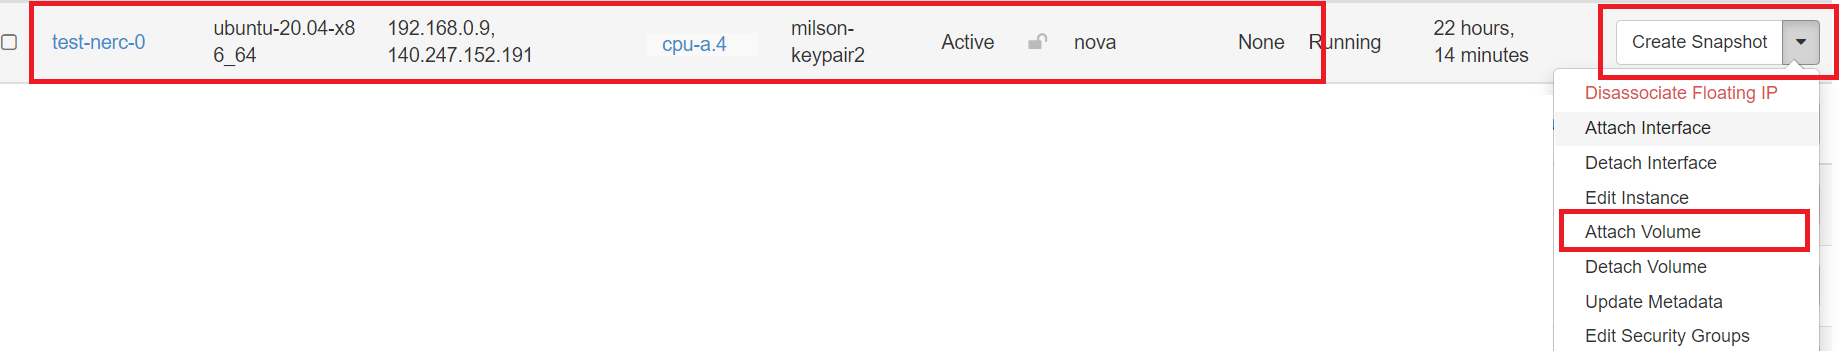 test-nerc-0
ubuntu-20.04-x8
6_64
192.168.0.9,
140.247.152.191
cpu-a.4
milson-
keypair2
Active
nova
None
Running
22 hours,
14 minutes
Create Snapshot
Disassociate Floating IP
Attach Interface
Detach Interface
Edit Instance
Attach Volume
Detach Volume
Update Metadata
Edit Security Groups